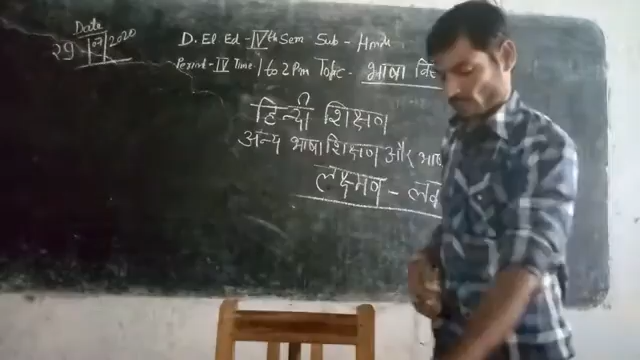 Date
29/07/2020
D. El Ed - IVth Sem Sub - Hindi
Period - IV Time 1 to 2 Pm Topic - भाषा
हिन्दी शिक्षण
अन्य भाषा शिक्षण और भाषा
लक्ष्मण -